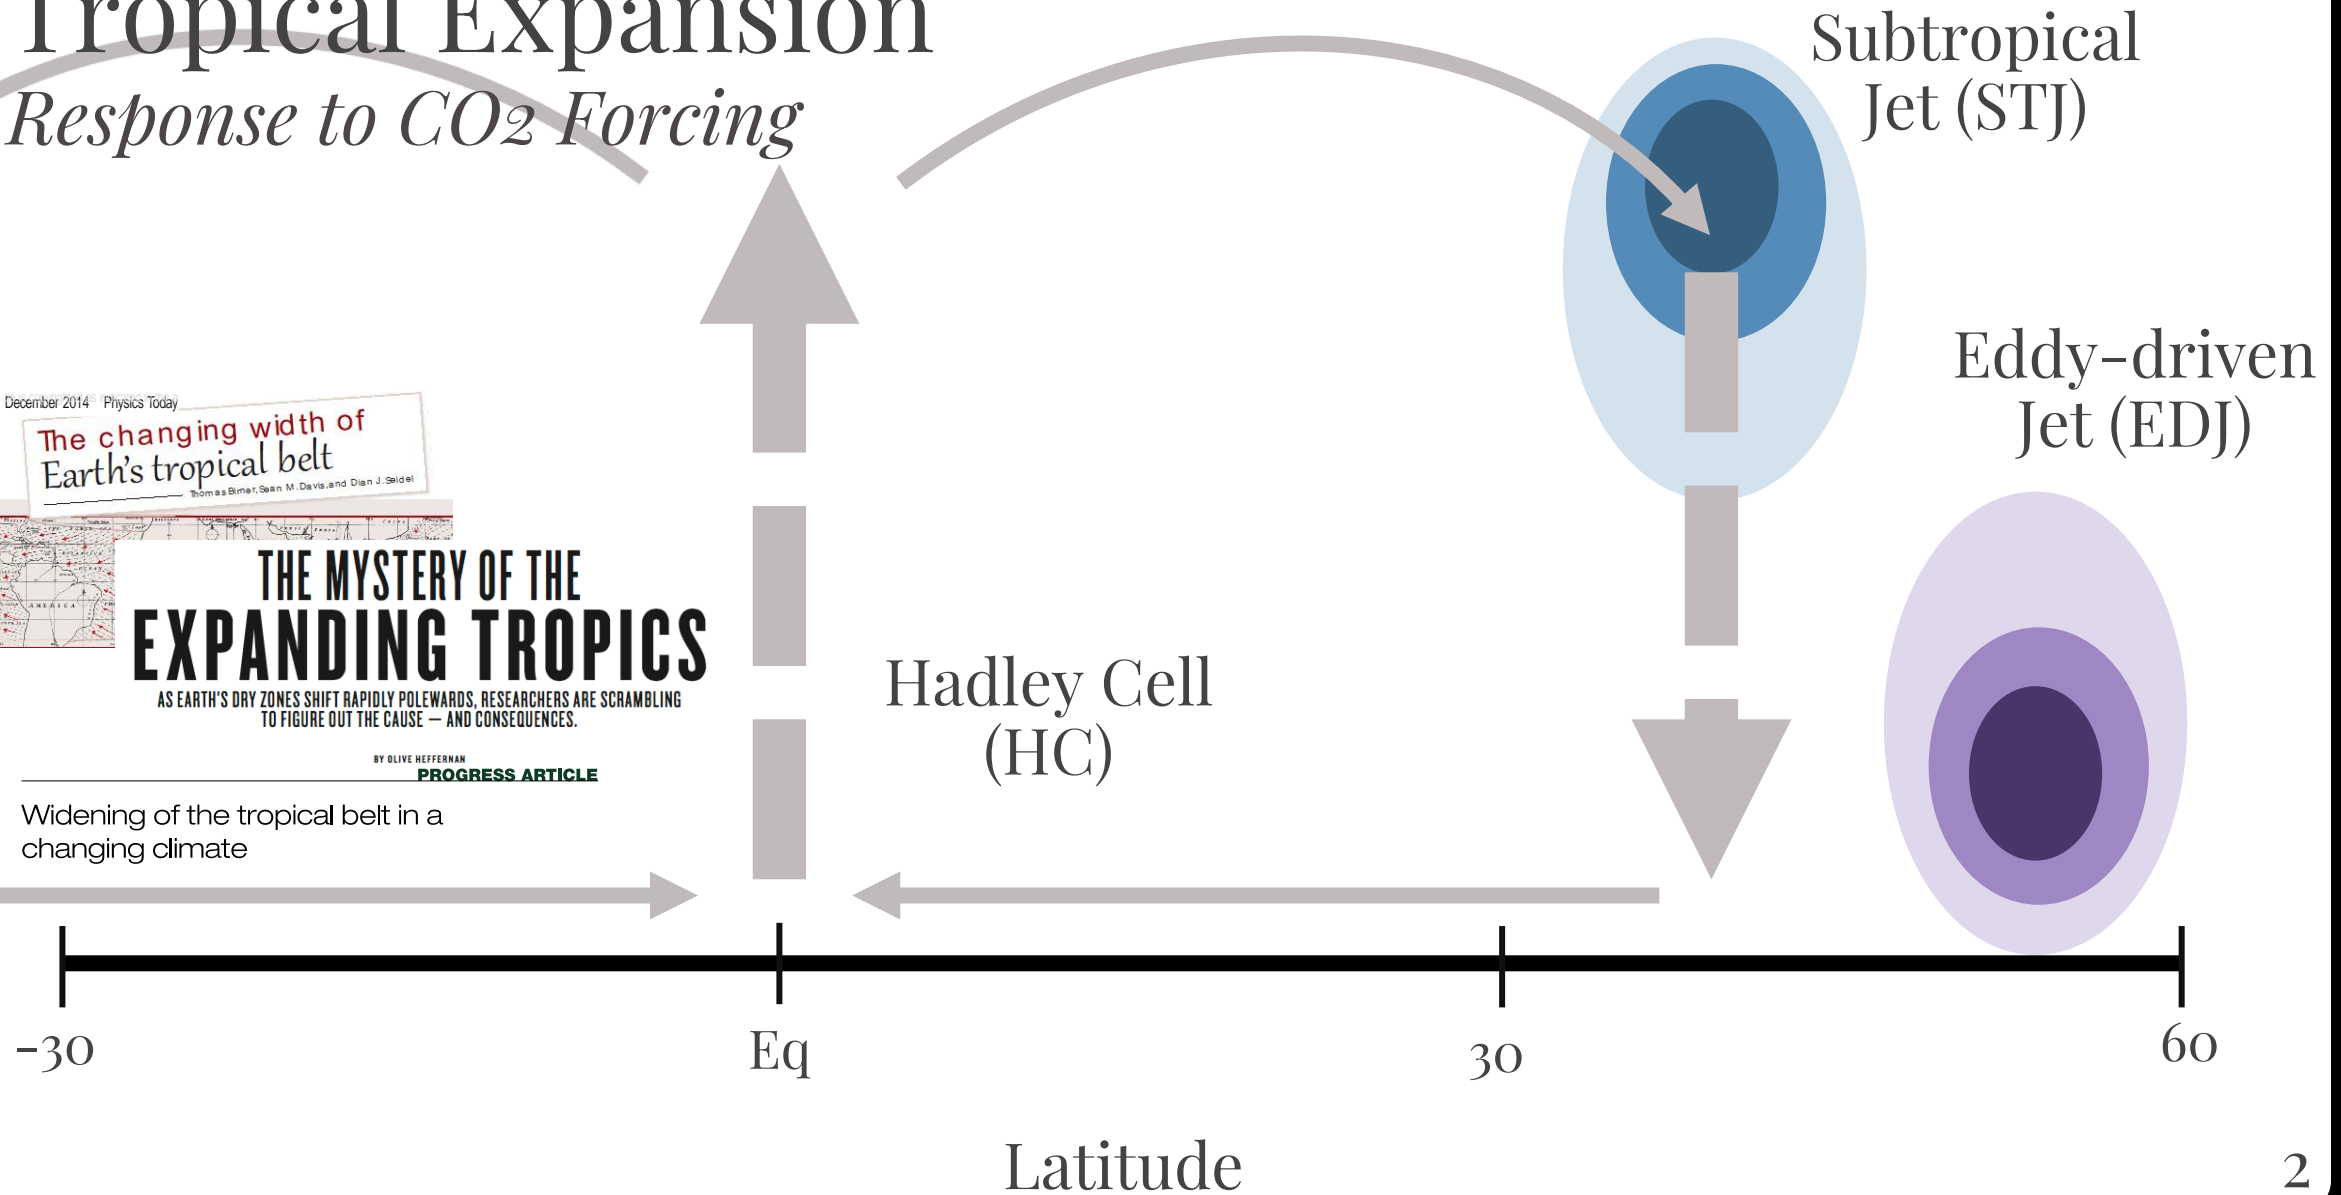 Tropical Expansion
Response to CO2 Forcing
Subtropical
Jet (STJ)
Eddy-driven
Jet (EDJ)
December 2014 Physics Today
The changing width of
Earth's tropical belt
Thomas Birner, Sean M. Davis, and Dian J. Seidel
AMERICA
THE MYSTERY OF THE
EXPANDING TROPICS
AS EARTH'S DRY ZONES SHIFT RAPIDLY POLEWARDS, RESEARCHERS ARE SCRAMBLING
TO FIGURE OUT THE CAUSE — AND CONSEQUENCES.
BY OLIVE HEFFERNAN
PROGRESS ARTICLE
Widening of the tropical belt in a
changing climate
Hadley Cell
(HC)
-30
Eq
30
60
Latitude
2